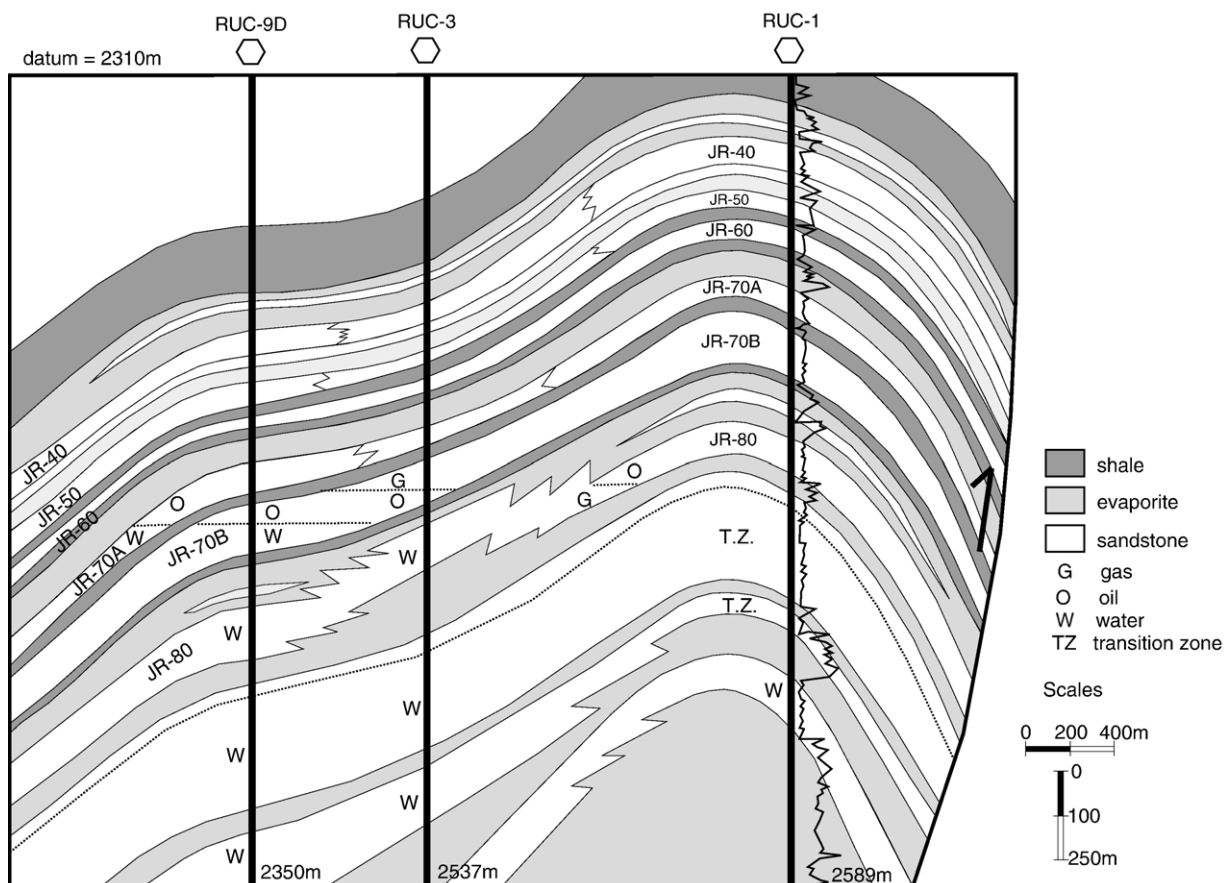 RUC-9D
RUC-3
RUC-1
datum = 2310m
JR-40
JR-50
JR-60
JR-70A
JR-70B
JR-80
JR-40
JR-50
JR-60
JR-70A
JR-70B
JR-80
O
W
O
W
G
O
O
G
W
W
W
W
W
W
W
T.Z.
T.Z.
2350m
2537m
2589m
shale
evaporite
sandstone
G gas
O oil
W water
TZ transition zone
Scales
0 200 400m
0
100
250m